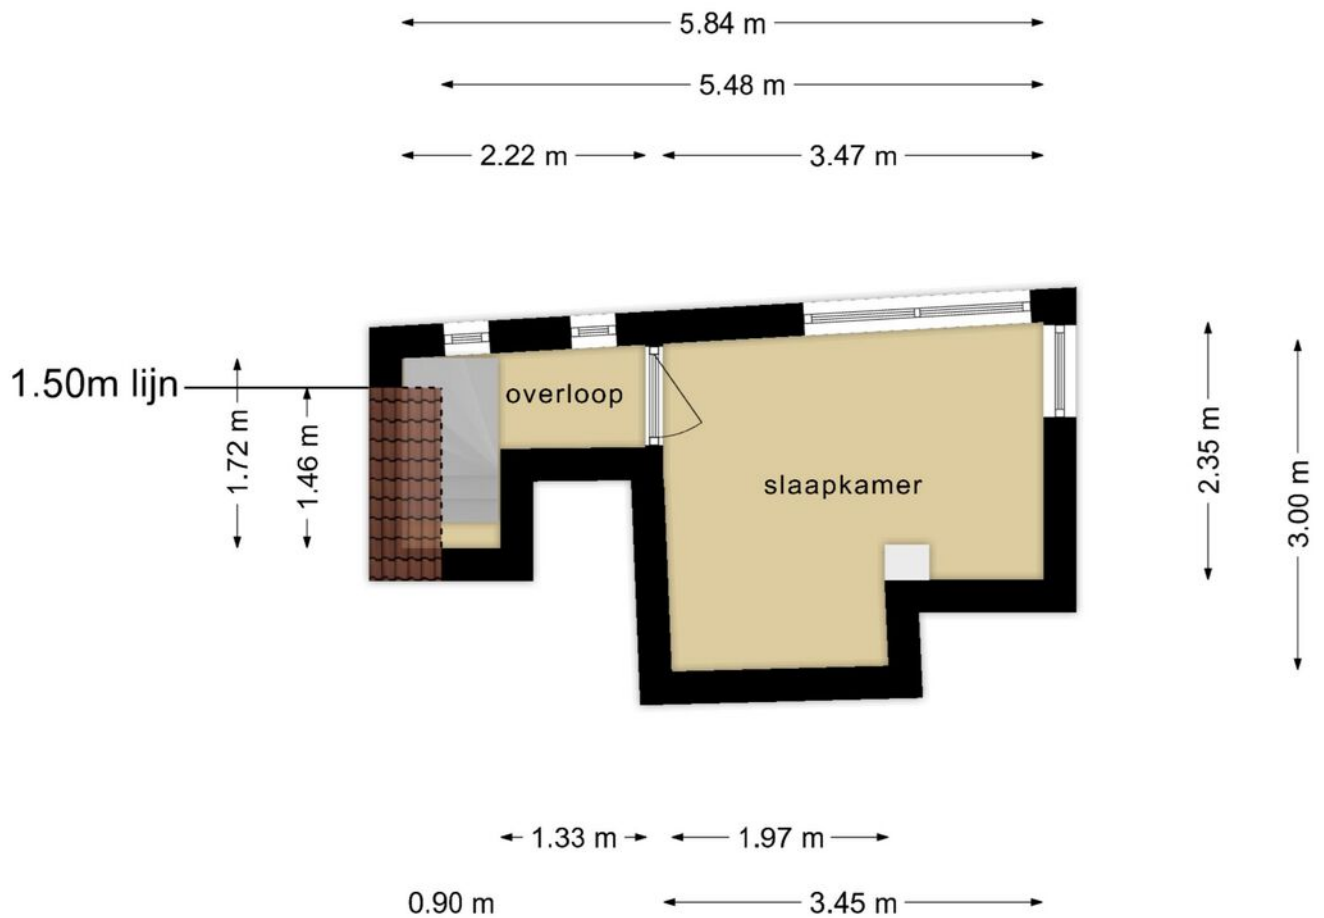 5.84 m
5.48 m
2.22 m
3.47 m
1.50m lijn
overloop
1.72 m
1.46 m
slaapkamer
2.35 m
3.00 m
1.33 m
1.97 m
0.90 m
3.45 m